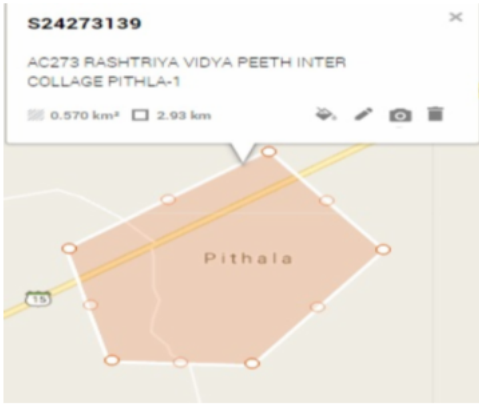 S24273139
AC273 RASHTRIYA VIDYA PEETH INTER
COLLAGE PITHLA-1
0.570 km² 2.93 km
Pithala
15